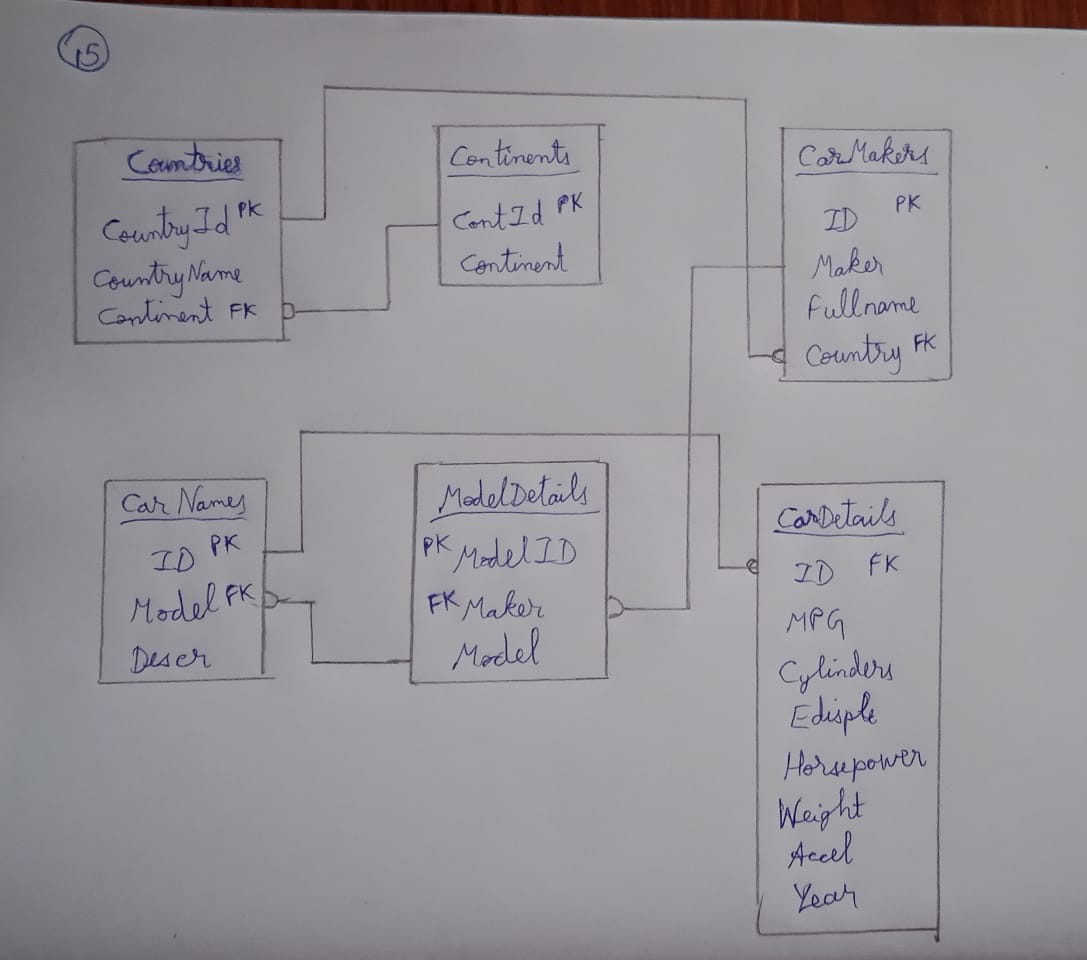 15
Countries
CountryId PK
CountryName
Continent FK
Continents
ContId PK
Continent
CarMakers
ID PK
Maker
Fullname
Country FK
Car Names
ID PK
Model FK
Descr
ModelDetails
PK ModelID
FK Maker
Model
CarDetails
ID FK
MPG
Cylinders
Edisple
Horsepower
Weight
Accel
Year